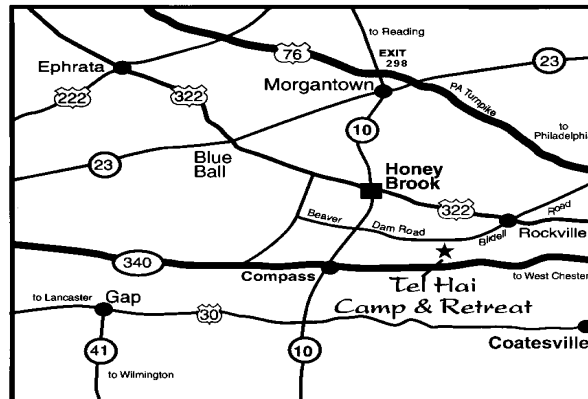 to Reading
EXIT
298
76
23
Ephrata
Morgantown
PA Turnpike
222
322
10
to
Philadelphia
Blue
Ball
23
Honey
Brook
322
Road
Beaver
Dam Road
Birdell
Rockville
340
Compass
to West Chester
Tel Hai
Camp & Retreat
to Lancaster
Gap
30
Coatesville
41
10
to Wilmington